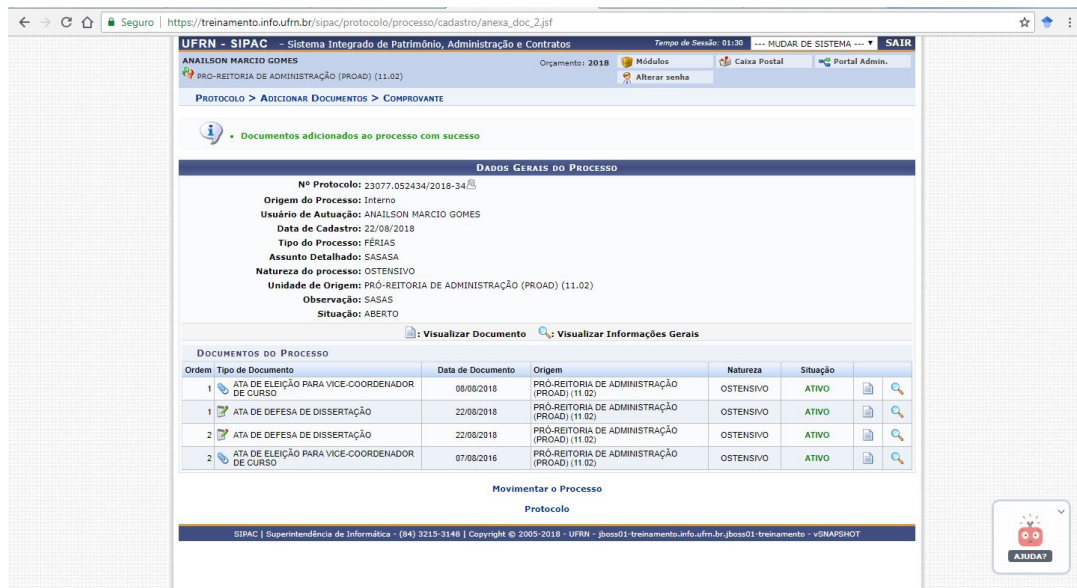 Seguro | https://treinamento.info.ufrn.br/sipac/protocolo/processo/cadastro/anexa_doc_2.jsf
UFRN - SIPAC - Sistema Integrado de Patrimônio, Administração e Contratos Tempo de Sessão: 01:30 --- MUDAR DE SISTEMA --- SAIR
ANAILSON MARCIO GOMES Orçamento: 2018 Módulos Caixa Postal Portal Admin.
PRO-REITORIA DE ADMINISTRAÇÃO (PROAD) (11.02) Alterar senha
PROTOCOLO > ADICIONAR DOCUMENTOS > COMPROVANTE
• Documentos adicionados ao processo com sucesso
DADOS GERAIS DO PROCESSO
Nº Protocolo: 23077.052434/2018-34
Origem do Processo: Interno
Usuário de Autuação: ANAILSON MARCIO GOMES
Data de Cadastro: 22/08/2018
Tipo do Processo: FÉRIAS
Assunto Detalhado: SASASA
Natureza do processo: OSTENSIVO
Unidade de Origem: PRÓ-REITORIA DE ADMINISTRAÇÃO (PROAD) (11.02)
Observação: SASAS
Situação: ABERTO
: Visualizar Documento : Visualizar Informações Gerais
DOCUMENTOS DO PROCESSO
Ordem Tipo de Documento Data de Documento Origem Natureza Situação
1 ATA DE ELEIÇÃO PARA VICE-COORDENADOR DE CURSO 08/08/2018 PRÓ-REITORIA DE ADMINISTRAÇÃO (PROAD) (11.02) OSTENSIVO ATIVO
1 ATA DE DEFESA DE DISSERTAÇÃO 22/08/2018 PRÓ-REITORIA DE ADMINISTRAÇÃO (PROAD) (11.02) OSTENSIVO ATIVO
2 ATA DE DEFESA DE DISSERTAÇÃO 22/08/2018 PRÓ-REITORIA DE ADMINISTRAÇÃO (PROAD) (11.02) OSTENSIVO ATIVO
2 ATA DE ELEIÇÃO PARA VICE-COORDENADOR DE CURSO 07/08/2016 PRÓ-REITORIA DE ADMINISTRAÇÃO (PROAD) (11.02) OSTENSIVO ATIVO
Movimentar o Processo
Protocolo
SIPAC | Superintendência de Informática - (84) 3215-3148 | Copyright © 2005-2018 - UFRN - jboss01-treinamento.info.ufrn.br.jboss01-treinamento - vSNAPSHOT
AJUDA?